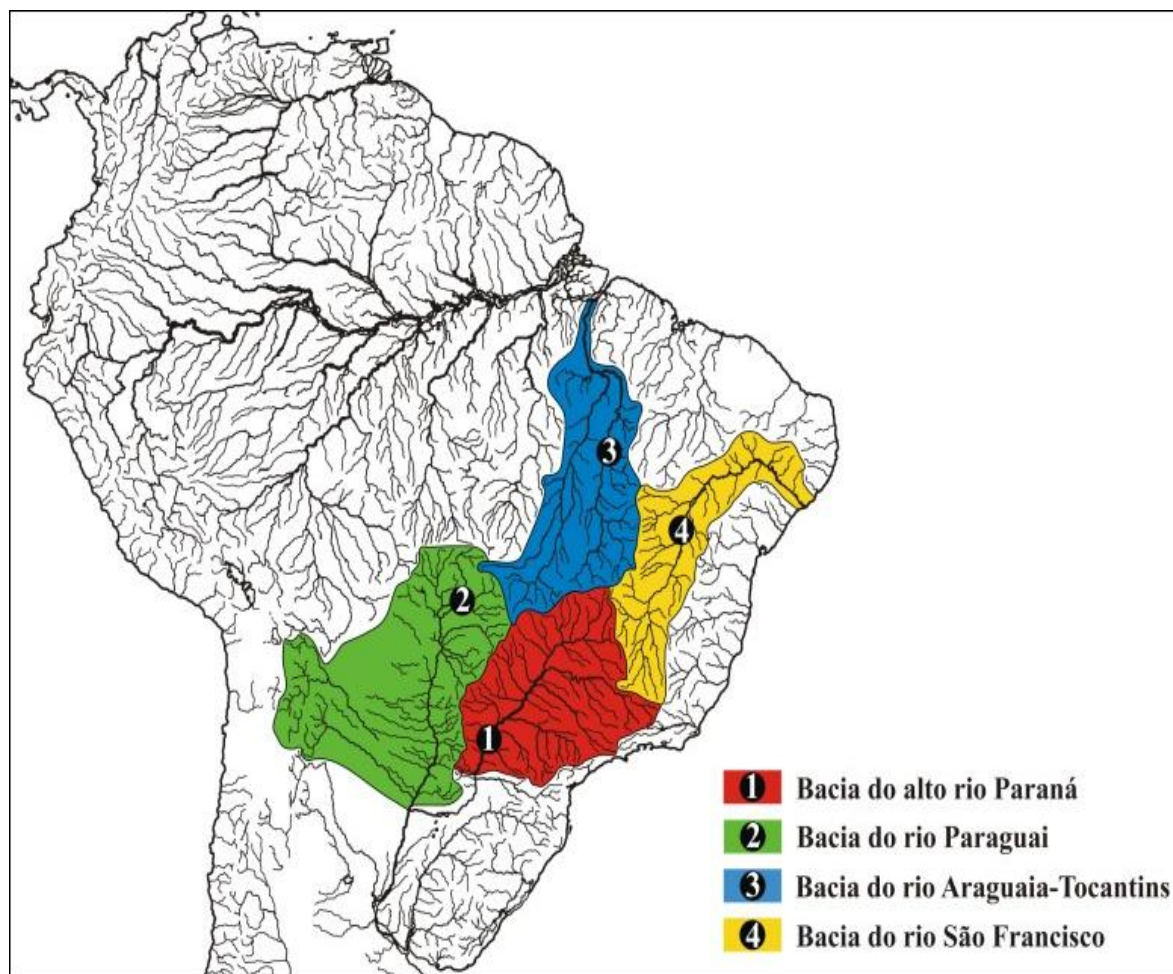 3
4
2
1
1 Bacia do alto rio Paraná
2 Bacia do rio Paraguai
3 Bacia do rio Araguaia-Tocantins
4 Bacia do rio São Francisco